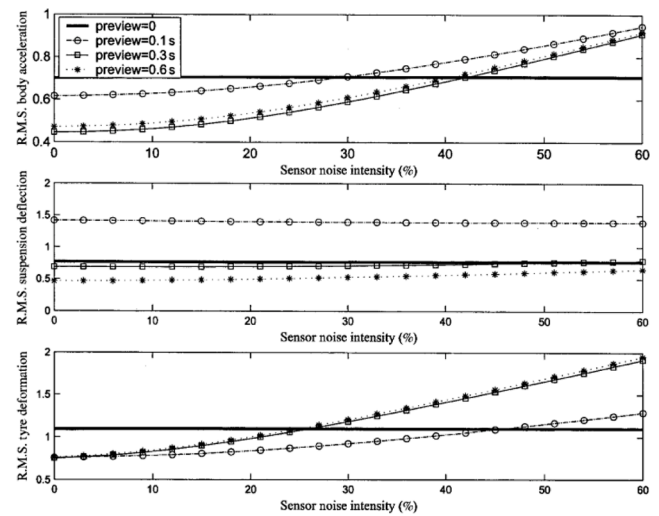 1
0.8
0.6
0.4
R.M.S. body acceleration
preview=0
preview=0.1 s
preview=0.3 s
preview=0.6 s
0 10 20 30 40 50 60
Sensor noise intensity (%)
2
1.5
1
0.5
0
R.M.S. suspension deflection
0 10 20 30 40 50 60
Sensor noise intensity (%)
2
1.5
1
0.5
R.M.S. tyre deformation
0 10 20 30 40 50 60
Sensor noise intensity (%)